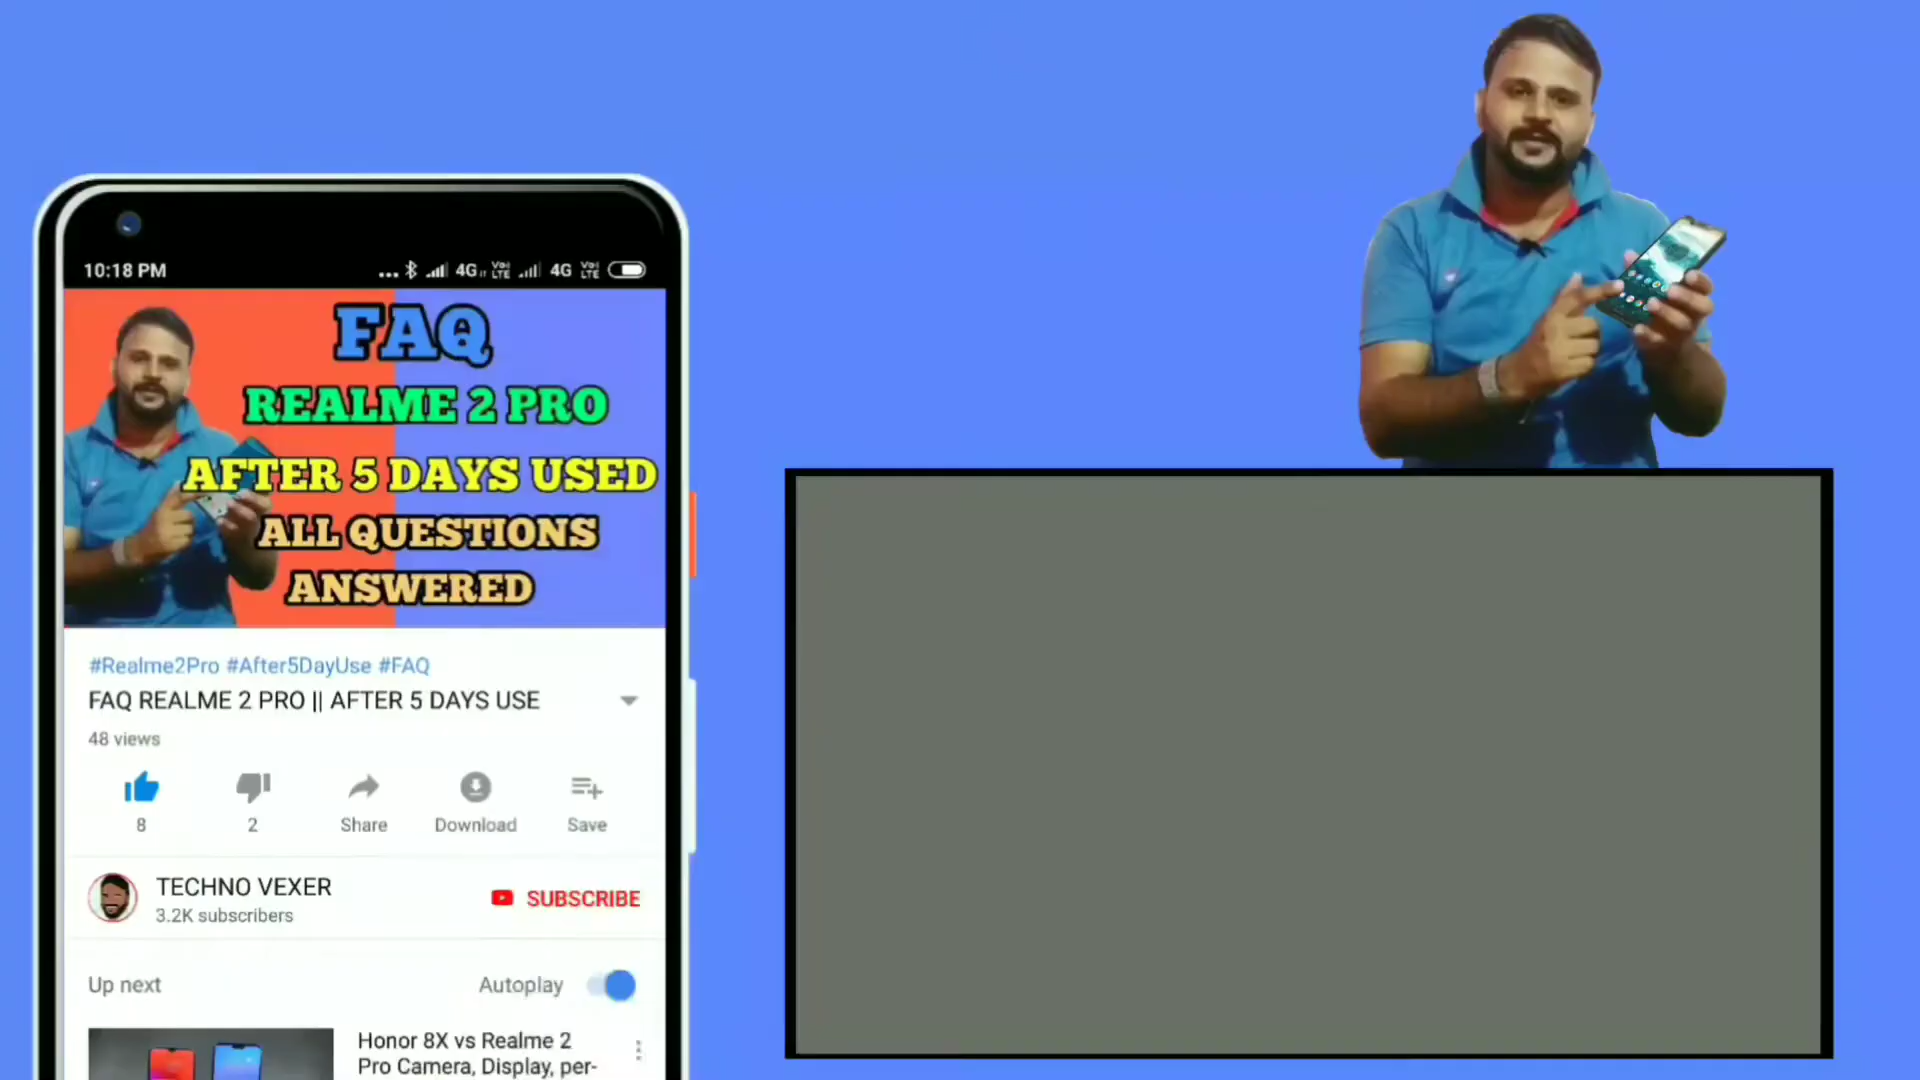 10:18 PM
4G VoLTE 4G VoLTE
FAQ
REALME 2 PRO
AFTER 5 DAYS USED
ALL QUESTIONS
ANSWERED
#Realme2Pro #After5DayUse #FAQ
FAQ REALME 2 PRO || AFTER 5 DAYS USE
48 views
8
2
Share
Download
Save
TECHNO VEXER
3.2K subscribers
SUBSCRIBE
Up next
Autoplay
Honor 8X vs Realme 2
Pro Camera, Display, per-